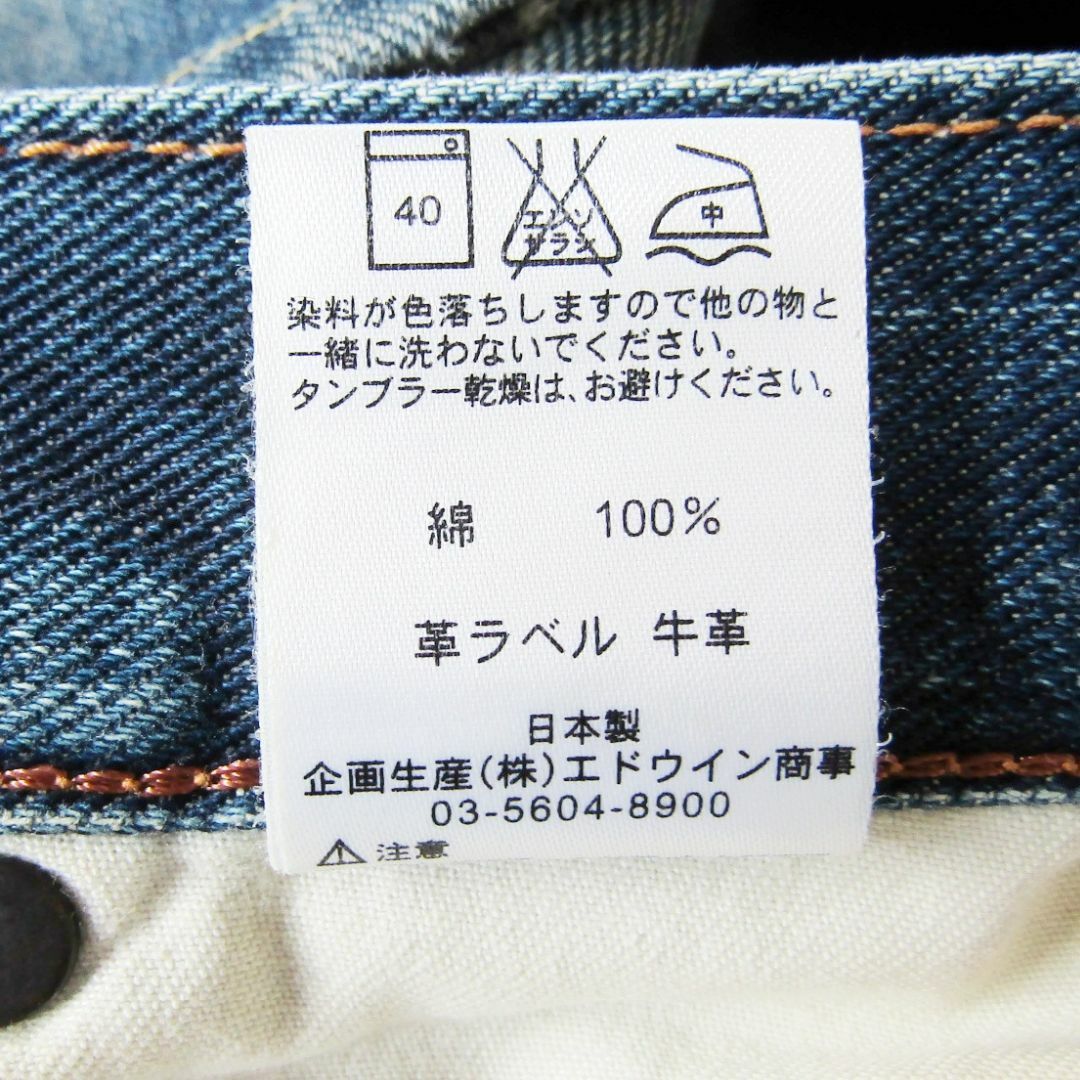 40
エンソ
サラシ
中
染料が色落ちしますので他の物と
一緒に洗わないでください。
タンブラー乾燥は、お避けください。
綿 100%
革ラベル 牛革
日本製
企画生産(株)エドウイン商事
03-5604-8900
注意